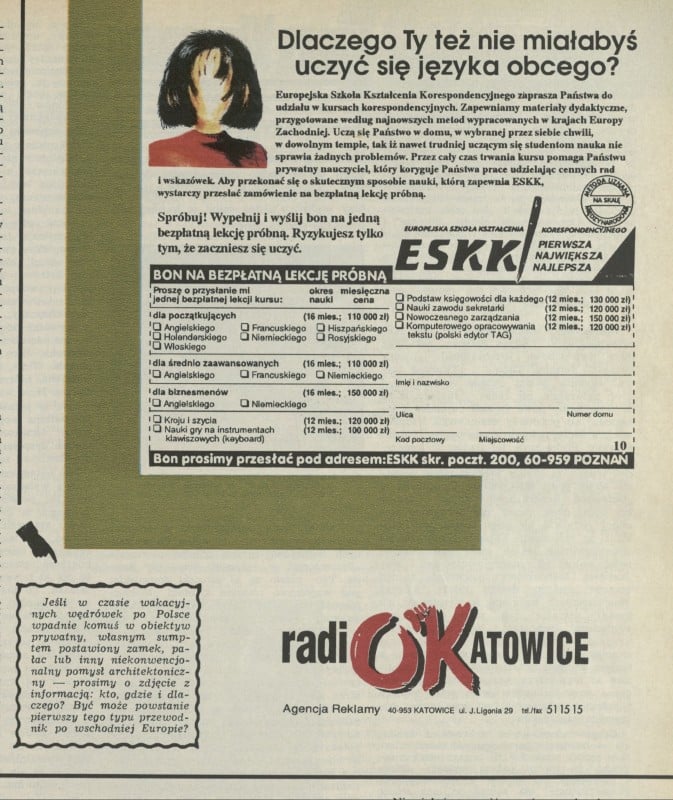 Dlaczego Ty też nie miałabyś
uczyć się języka obcego?
Europejska Szkoła Kształcenia Korespondencyjnego zaprasza Państwa do
udziału w kursach korespondencyjnych. Zapewniamy materiały dydaktyczne,
przygotowane według najnowszych metod wypracowanych w krajach Europy
Zachodniej. Uczą się Państwo w domu, w wybranej przez siebie chwili,
w dowolnym tempie, tak iż nawet trudniej uczącym się studentom nauka nie
sprawia żadnych problemów. Przez cały czas trwania kursu pomaga Państwu
prywatny nauczyciel, który koryguje Państwa prace udzielając cennych rad
i wskazówek. Aby przekonać się o skutecznym sposobie nauki, którą zapewnia ESKK,
wystarczy przesłać zamówienie na bezpłatną lekcję próbną.
Spróbuj! Wypełnij i wyślij bon na jedną
bezpłatną lekcję próbną. Ryzykujesz tylko
tym, że zaczniesz się uczyć.
METODA UZNANA
NA SKALĘ
MIĘDZYNARODOWĄ
EUROPEJSKA SZKOŁA KSZTAŁCENIA KORESPONDENCYJNEGO
ESKK
PIERWSZA
NAJWIĘKSZA
NAJLEPSZA
BON NA BEZPŁATNĄ LEKCJĘ PRÓBNĄ
Proszę o przysłanie mi okres miesięczna
jednej bezpłatnej lekcji kursu: nauki cena
dla początkujących (16 mies.; 110 000 zł)
Angielskiego Francuskiego Hiszpańskiego
Holenderskiego Niemieckiego Rosyjskiego
Włoskiego
dla średnio zaawansowanych (16 mies.; 110 000 zł)
Angielskiego Francuskiego Niemieckiego
dla biznesmenów (16 mies.; 150 000 zł)
Angielskiego Niemieckiego
Kroju i szycia (12 mies.; 120 000 zł)
Nauki gry na instrumentach (12 mies.; 100 000 zł)
klawiszowych (keyboard)
Podstaw księgowości dla każdego (12 mies.; 130 000 zł)
Nauki zawodu sekretarki (12 mies.; 120 000 zł)
Nowoczesnego zarządzania (12 mies.; 150 000 zł)
Komputerowego opracowywania (12 mies.; 120 000 zł)
tekstu (polski edytor TAG)
Imię i nazwisko
Ulica Numer domu
Kod pocztowy Miejscowość
10
Bon prosimy przesłać pod adresem:ESKK skr. poczt. 200, 60-959 POZNAŃ
Jeśli w czasie wakacyj-
nych wędrówek po Polsce
wpadnie komuś w obiektyw
prywatny, własnym sump-
tem postawiony zamek, pa-
łac lub inny niekonwencjo-
nalny pomysł architektonicz-
ny — prosimy o zdjęcie z
informacją: kto, gdzie i dla-
czego? Być może powstanie
pierwszy tego typu przewod-
nik po wschodniej Europie?
radiO KATOWICE
Agencja Reklamy 40-953 KATOWICE ul. J.Ligonia 29 tel./fax 51 15 15